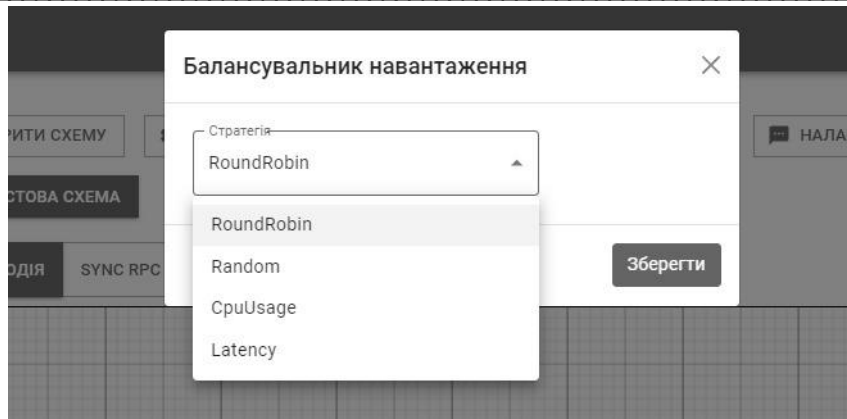 Балансувальник навантаження
РИТИ СХЕМУ
Стратегія
RoundRobin
НАЛА
СТОВА СХЕМА
RoundRobin
ОДІЯ
SYNC RPC
Random
Зберегти
CpuUsage
Latency